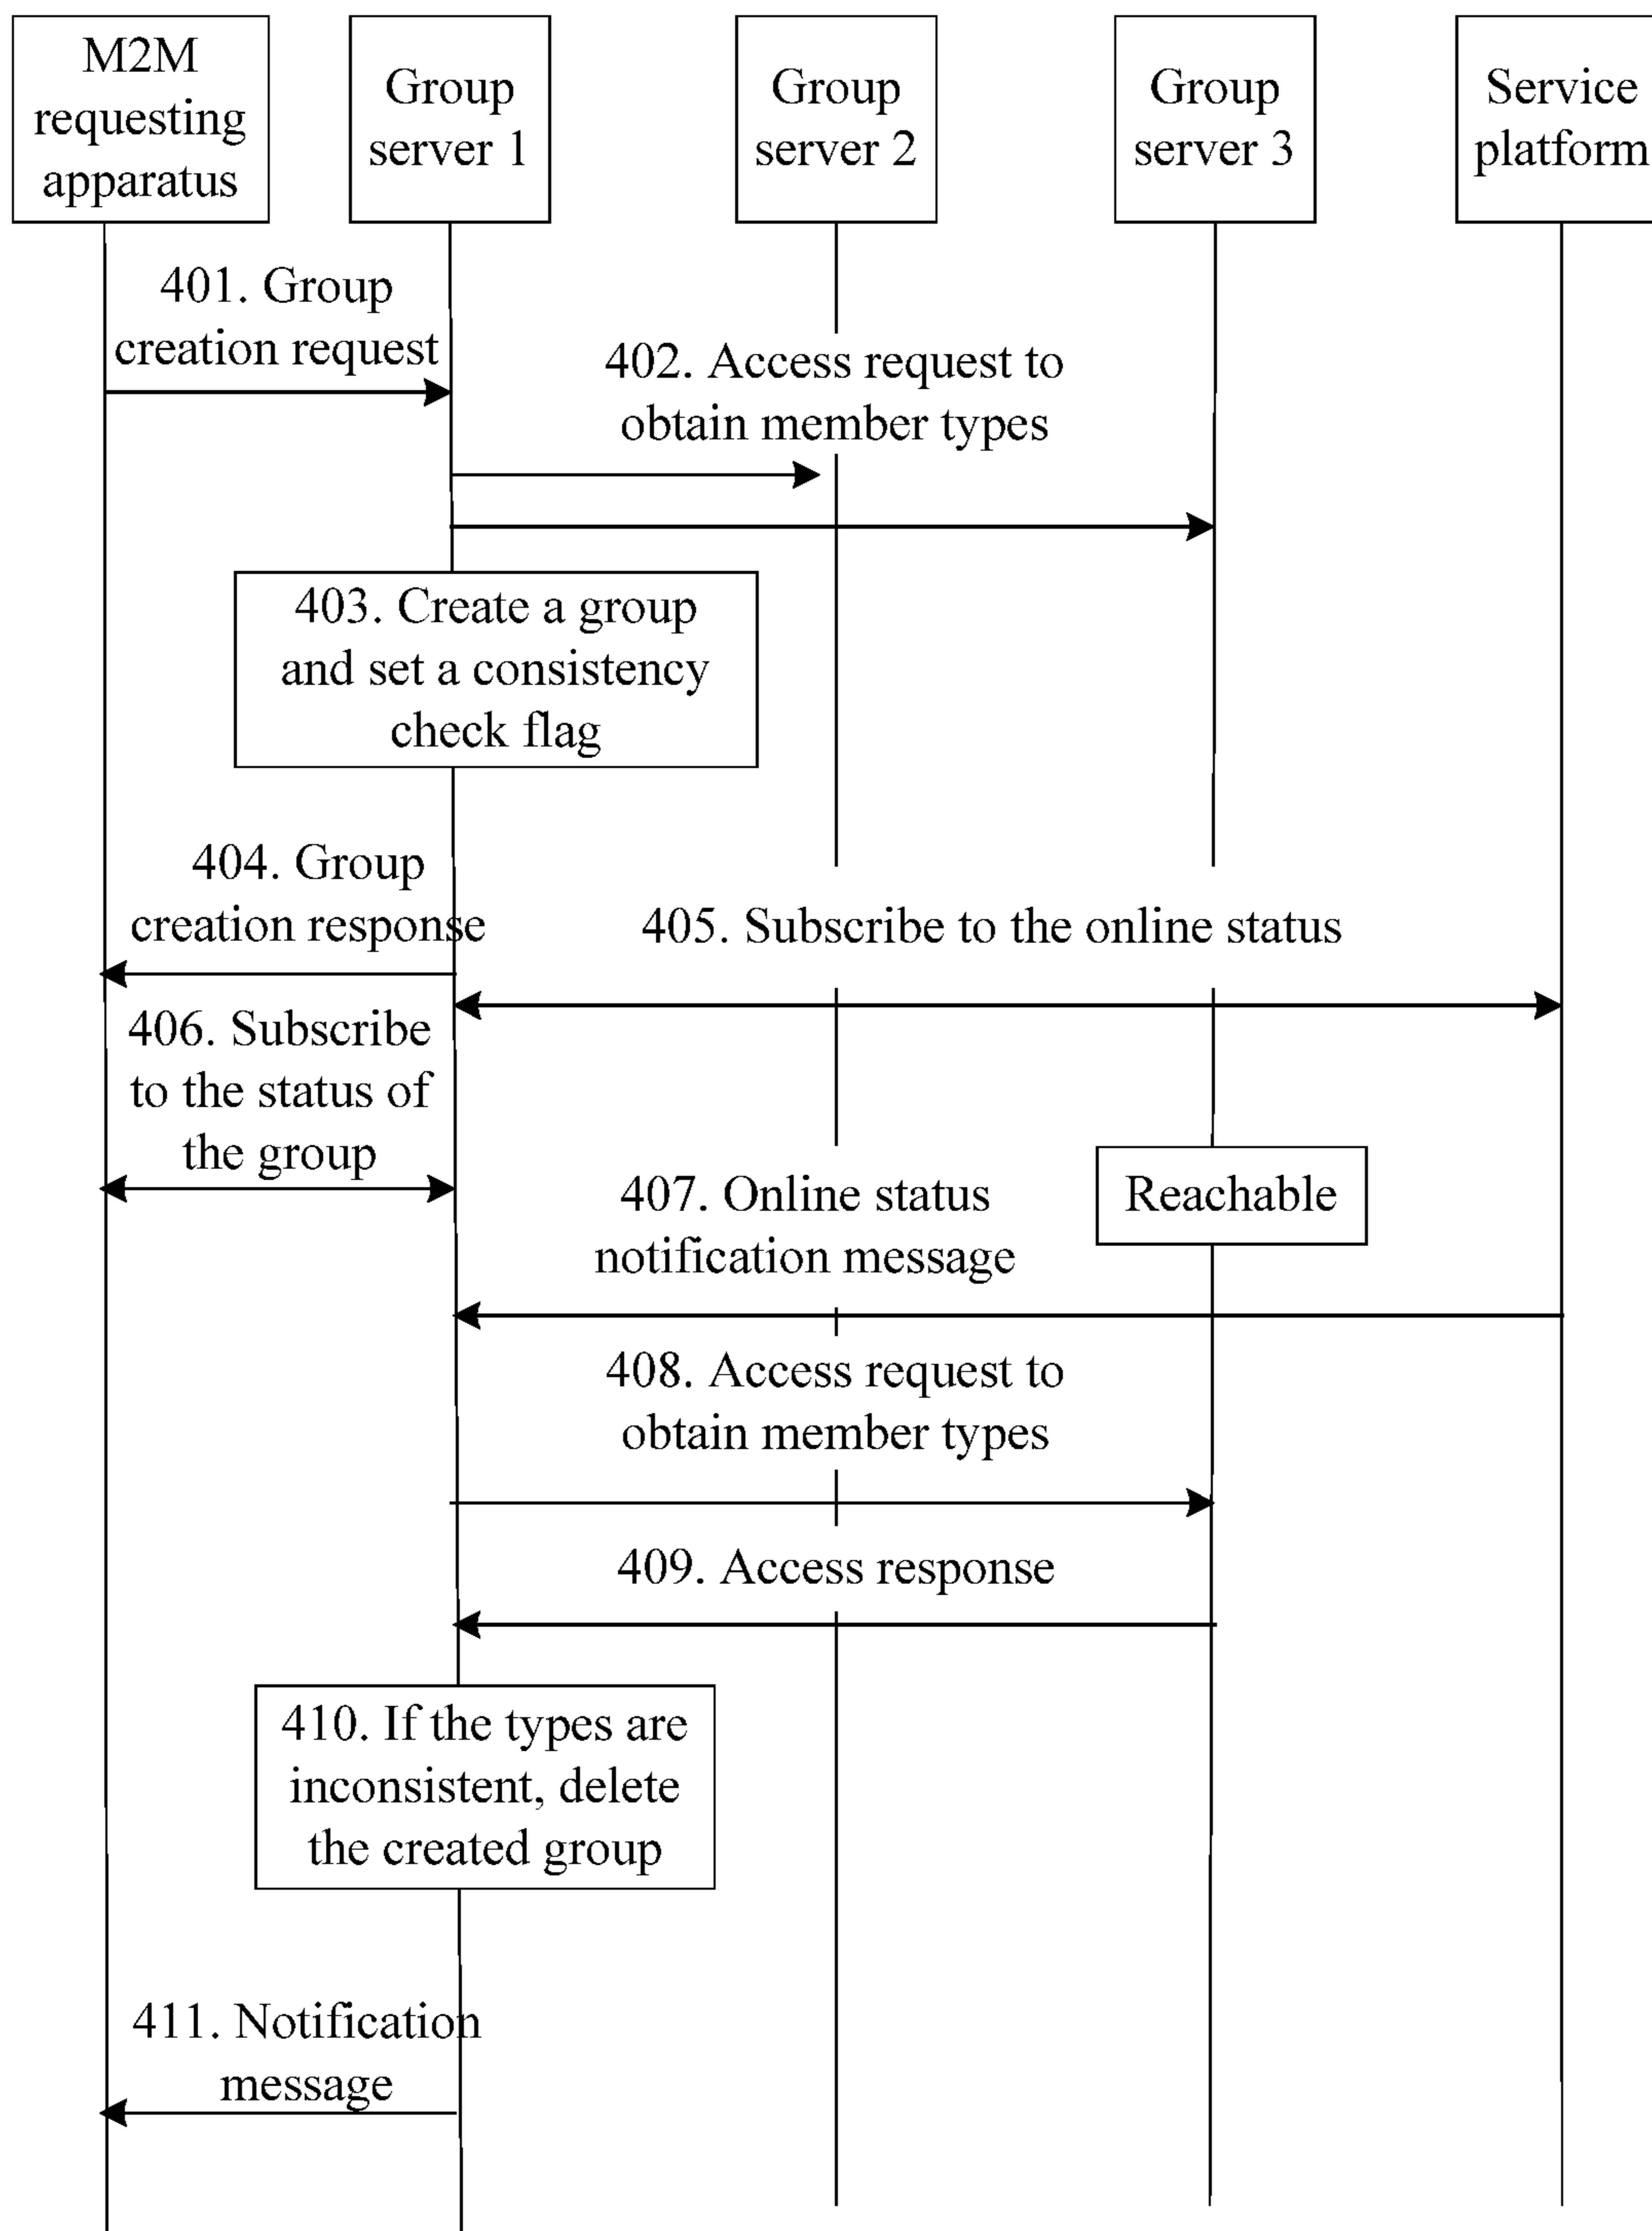 M2M
requesting
apparatus
Group
server 1
Group
server 2
Group
server 3
Service
platform
401. Group
creation request
402. Access request to
obtain member types
403. Create a group
and set a consistency
check flag
404. Group
creation response
405. Subscribe to the online status
406. Subscribe
to the status of
the group
Reachable
407. Online status
notification message
408. Access request to
obtain member types
409. Access response
410. If the types are
inconsistent, delete
the created group
411. Notification
message